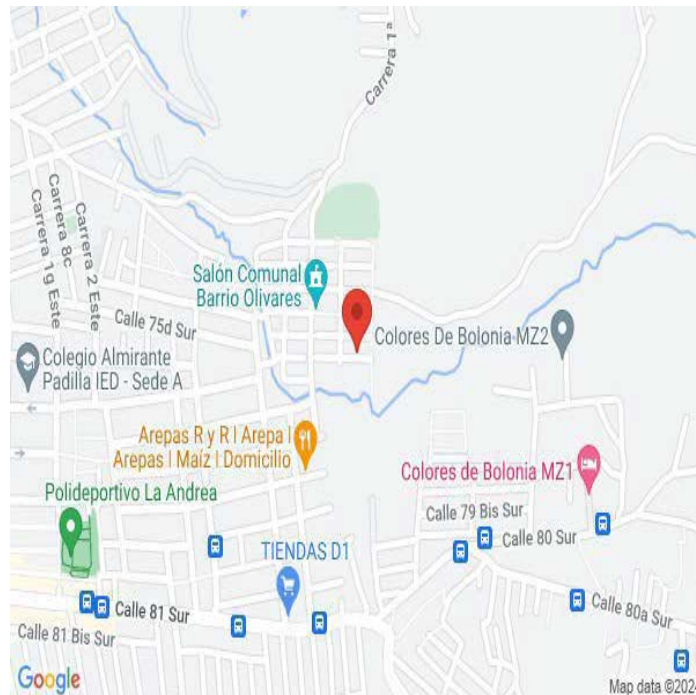 Carrera 1ª
Carrera 8c
Carrera 1g Este
Carrera 2 Este
Salón Comunal
Barrio Olivares
Calle 75d Sur
Colores De Bolonia MZ2
Colegio Almirante
Padilla IED - Sede A
Arepas R y R | Arepa |
Arepas | Maíz | Domicilio
Colores de Bolonia MZ1
Polideportivo La Andrea
Calle 79 Bis Sur
Calle 80 Sur
TIENDAS D1
Calle 81 Sur
Calle 80a Sur
Calle 81 Bis Sur
Google
Map data ©202